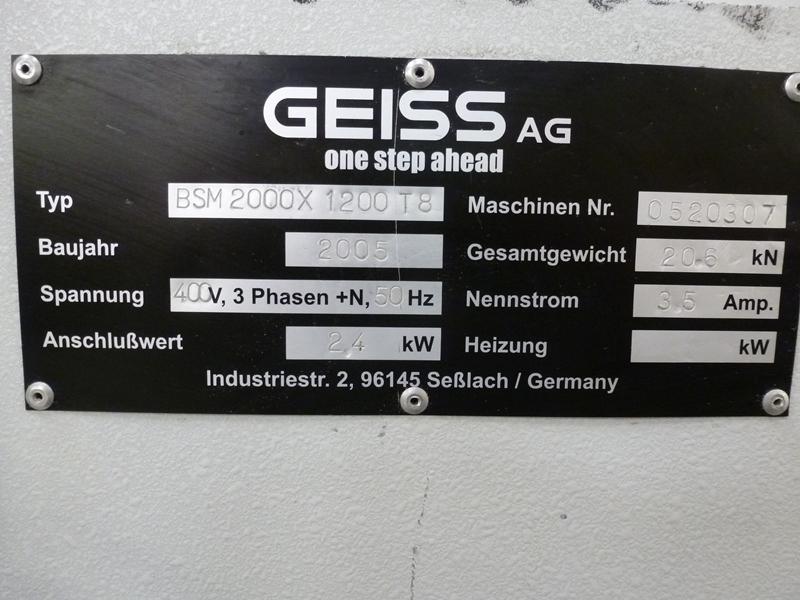 GEISS AG
one step ahead
Typ BSM 2000X 1200 T8 Maschinen Nr. 0520307
Baujahr 2005 Gesamtgewicht 20.6 kN
Spannung 400V, 3 Phasen +N, 50 Hz Nennstrom 3.5 Amp.
Anschlußwert 2,4 kW Heizung kW
Industriestr. 2, 96145 Seßlach / Germany